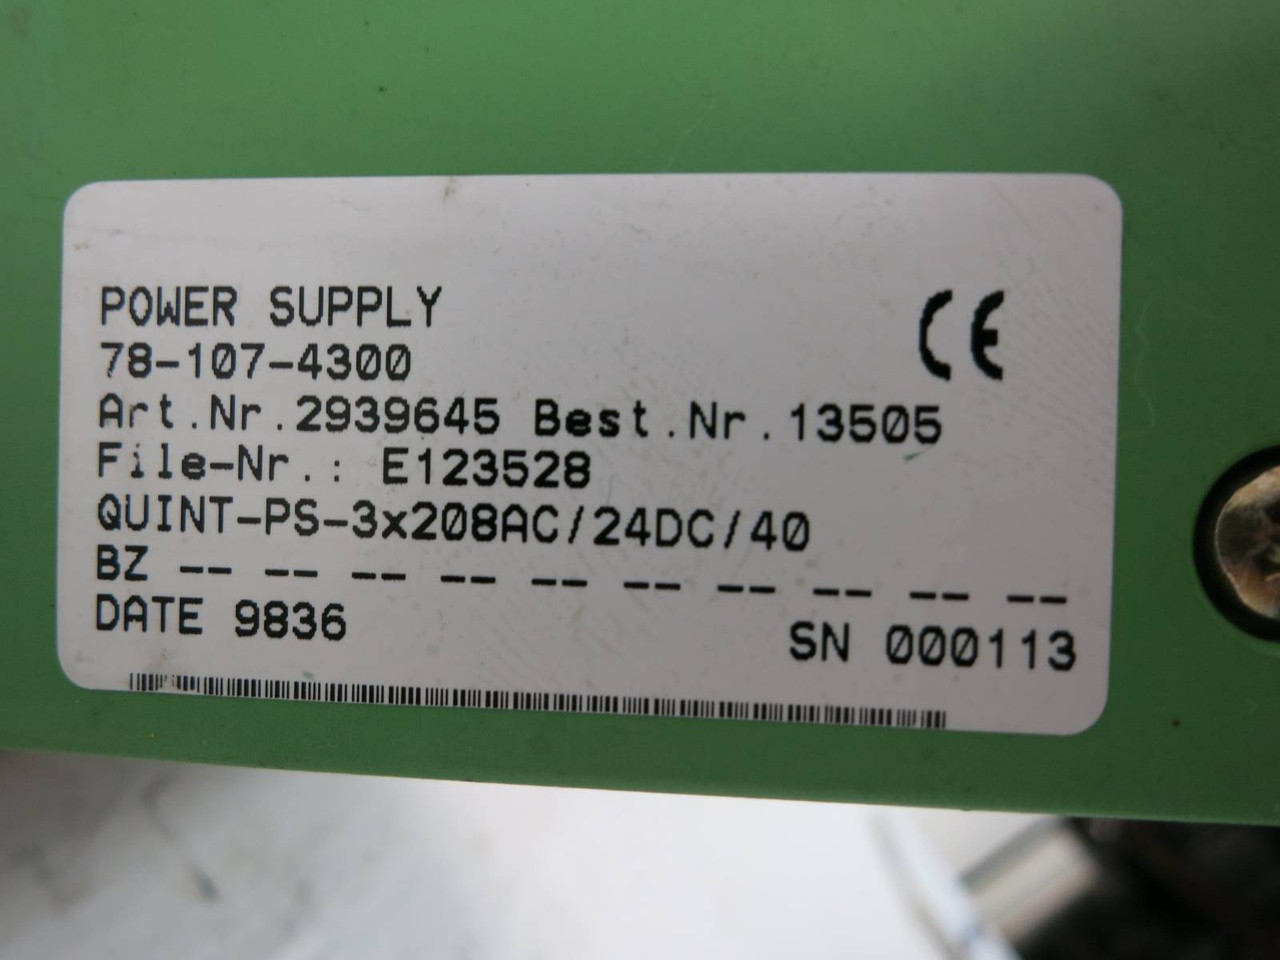 POWER SUPPLY
CE
78-107-4300
Art.Nr.2939645 Best.Nr.13505
File-Nr.: E123528
QUINT-PS-3x208AC/24DC/40
BZ -- -- -- -- -- -- -- -- -- --
DATE 9836
SN 000113